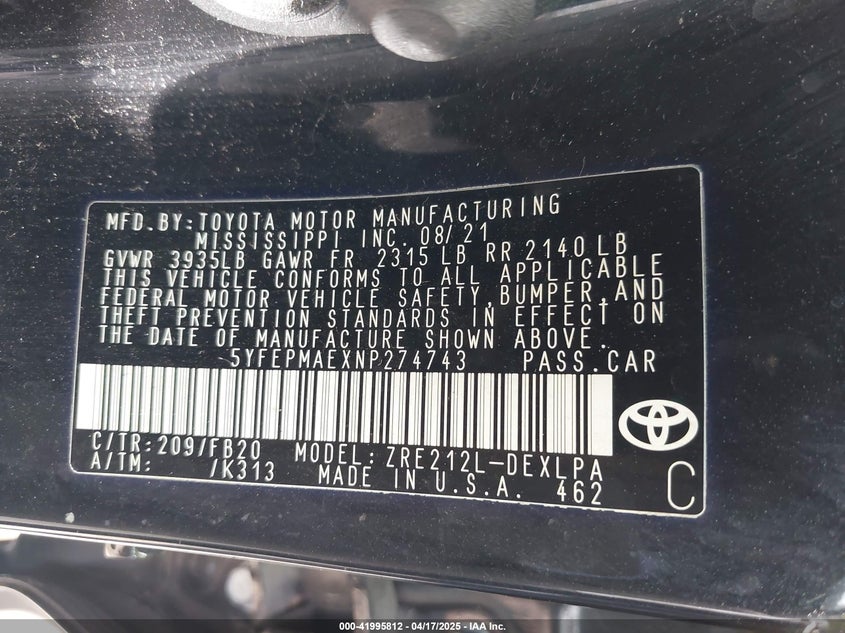 MFD.BY:TOYOTA MOTOR MANUFACTURING
MISSISSIPPI INC. 08/21
GVWR 3935LB GAWR FR 2315 LB RR 2140 LB
THIS VEHICLE CONFORMS TO ALL APPLICABLE
FEDERAL MOTOR VEHICLE SAFETY,BUMPER,AND
THEFT PREVENTION STANDARDS IN EFFECT ON
THE DATE OF MANUFACTURE SHOWN ABOVE.
5YFEPMAEXNP274743 PASS.CAR
C/TR:209/FB20 MODEL:ZRE212L-DEXLPA
A/TM: /K313 MADE IN U.S.A. 462 C
000-41995812 - 04/17/2025 - IAA Inc.